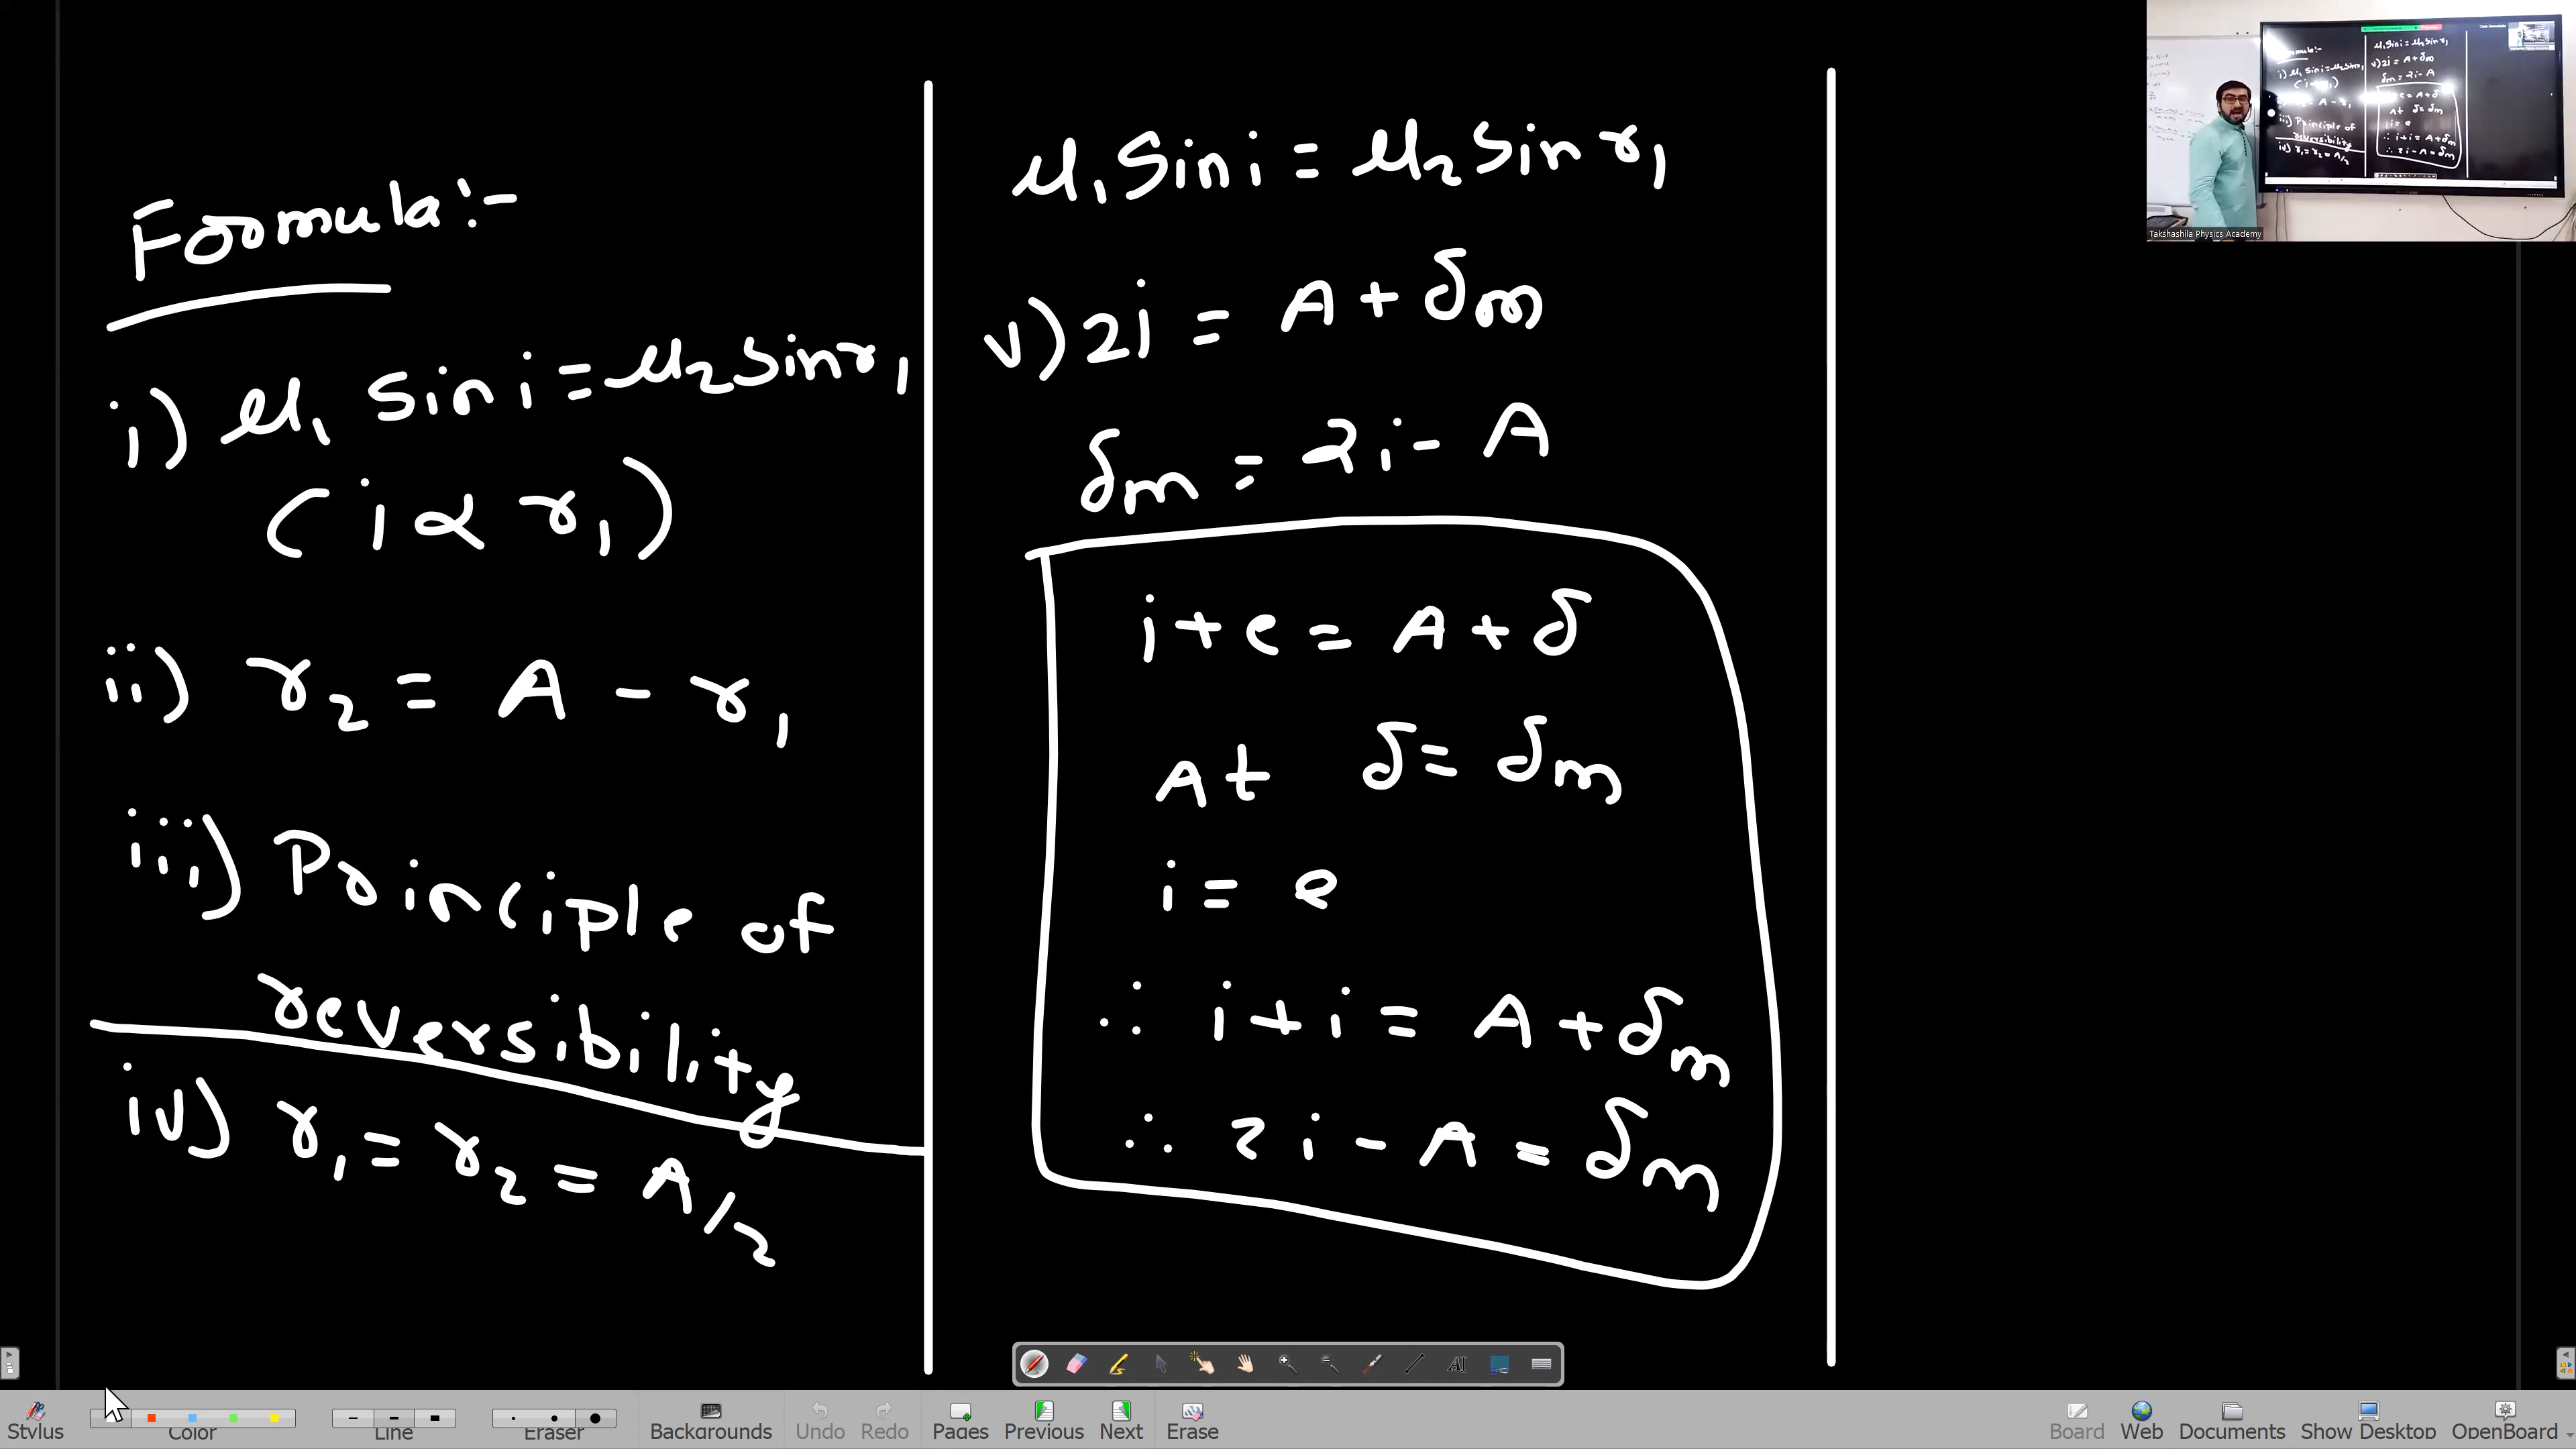 Formula:-
i) μ₁ sin i = μ₂ sin r₁
(i ∝ r₁)
ii) r₂ = A - r₁
iii) Principle of
reversibility
iv) r₁ = r₂ = A/2
μ₁ Sin i = μ₂ Sin r₁
v) 2i = A + δm
δm = 2i - A
i + e = A + δ
At δ = δm
i = e
∴ i + i = A + δm
∴ 2i - A = δm
Takshashila Physics Academy
Stylus
Color
Line
Eraser
Backgrounds
Undo
Redo
Pages
Previous
Next
Erase
Board
Web
Documents
Show Desktop
OpenBoard